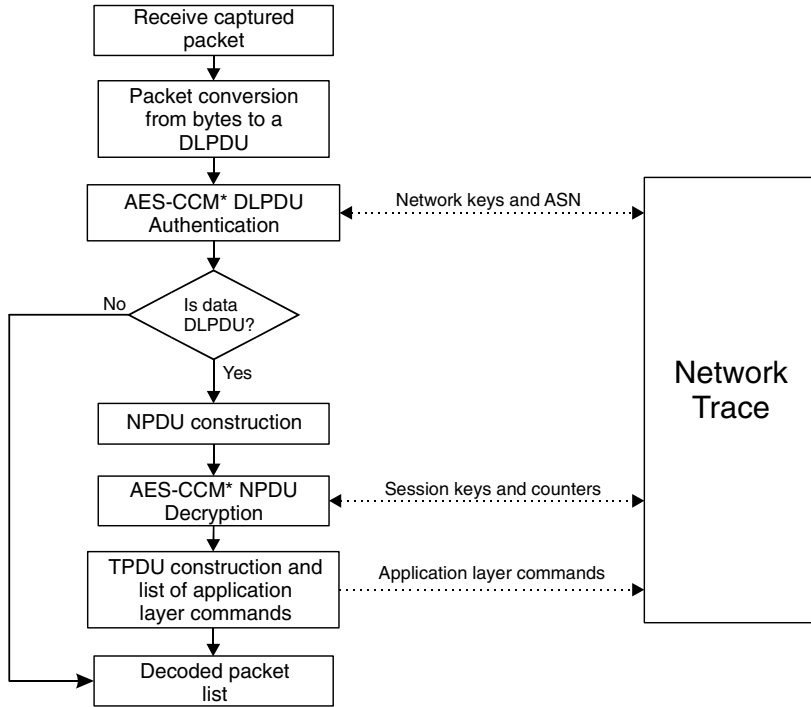 Receive captured
packet
Packet conversion
from bytes to a
DLPDU
AES-CCM* DLPDU
Authentication
Network keys and ASN
No
Is data
DLPDU?
Yes
Network
Trace
NPDU construction
AES-CCM* NPDU
Decryption
Session keys and counters
TPDU construction and
list of application
layer commands
Application layer commands
Decoded packet
list